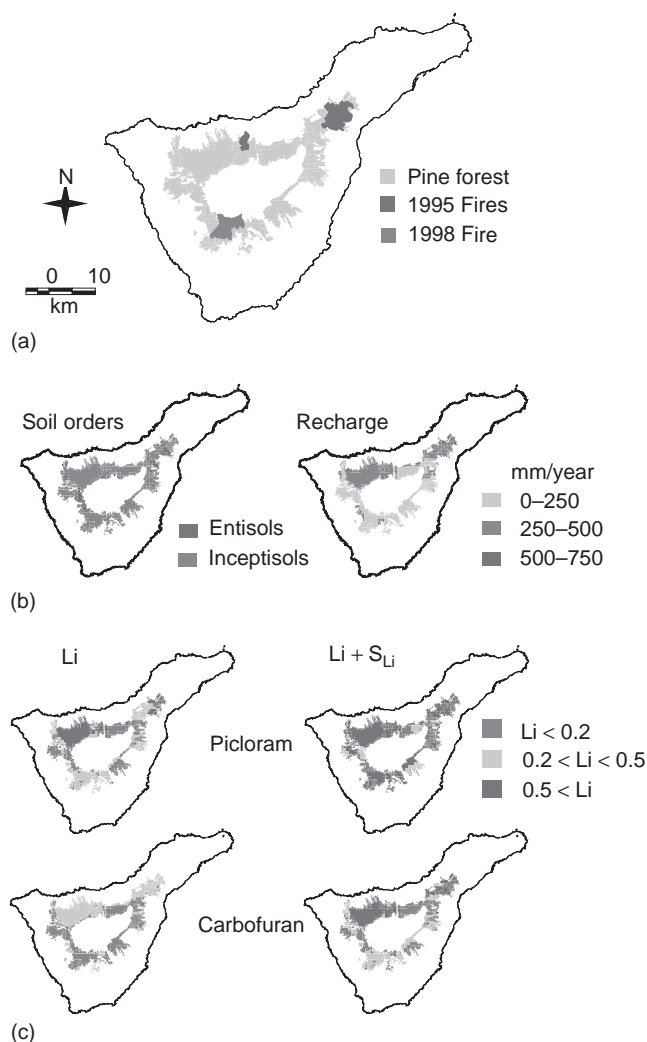 Pine forest
1995 Fires
1998 Fire
N
0 10
km
(a)
Soil orders
Entisols
Inceptisols
Recharge
mm/year
0–250
250–500
500–750
(b)
Li
Li + S_Li
Picloram
Li < 0.2
0.2 < Li < 0.5
0.5 < Li
Carbofuran
(c)